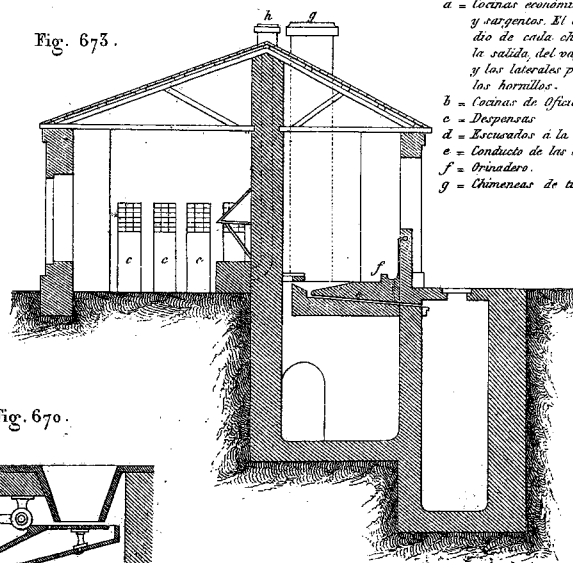 h g
Fig. 673.
a = Cocinas económi
y sargentos. El
dio de cada ch
la salida del va
y los laterales p
los hornillos.
b = Cocinas de Ofici
c = Despensas
d = Escusados á la
e = Conducto de las
f = Orinadero.
g = Chimeneas de t
c c c
f
e
ig. 670.